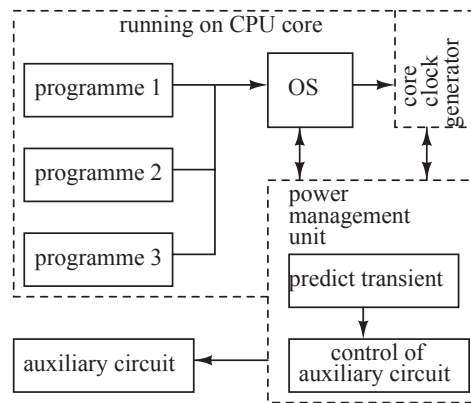 running on CPU core
programme 1
OS
core
clock
generator
programme 2
programme 3
power
management
unit
predict transient
auxiliary circuit
control of
auxiliary circuit